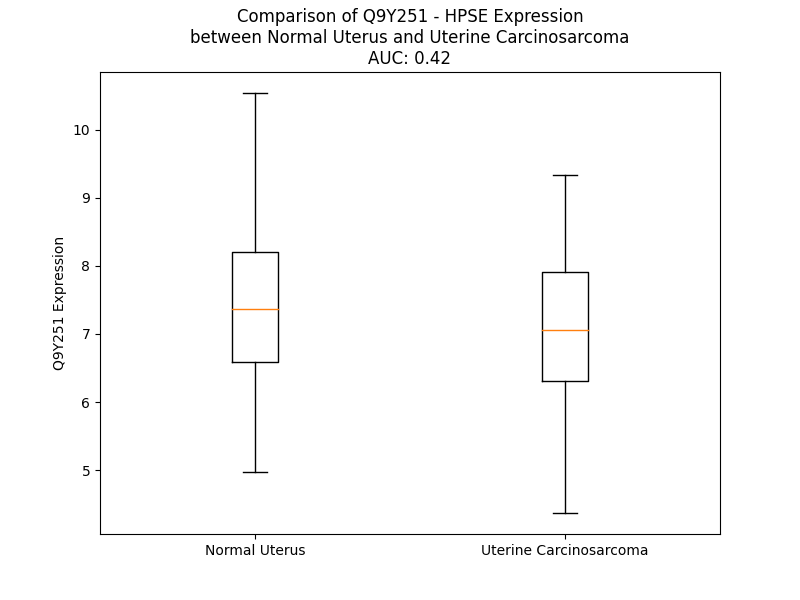 Comparison of Q9Y251 - HPSE Expression
between Normal Uterus and Uterine Carcinosarcoma
AUC: 0.42
10
9
8
7
6
5
Q9Y251 Expression
Normal Uterus
Uterine Carcinosarcoma